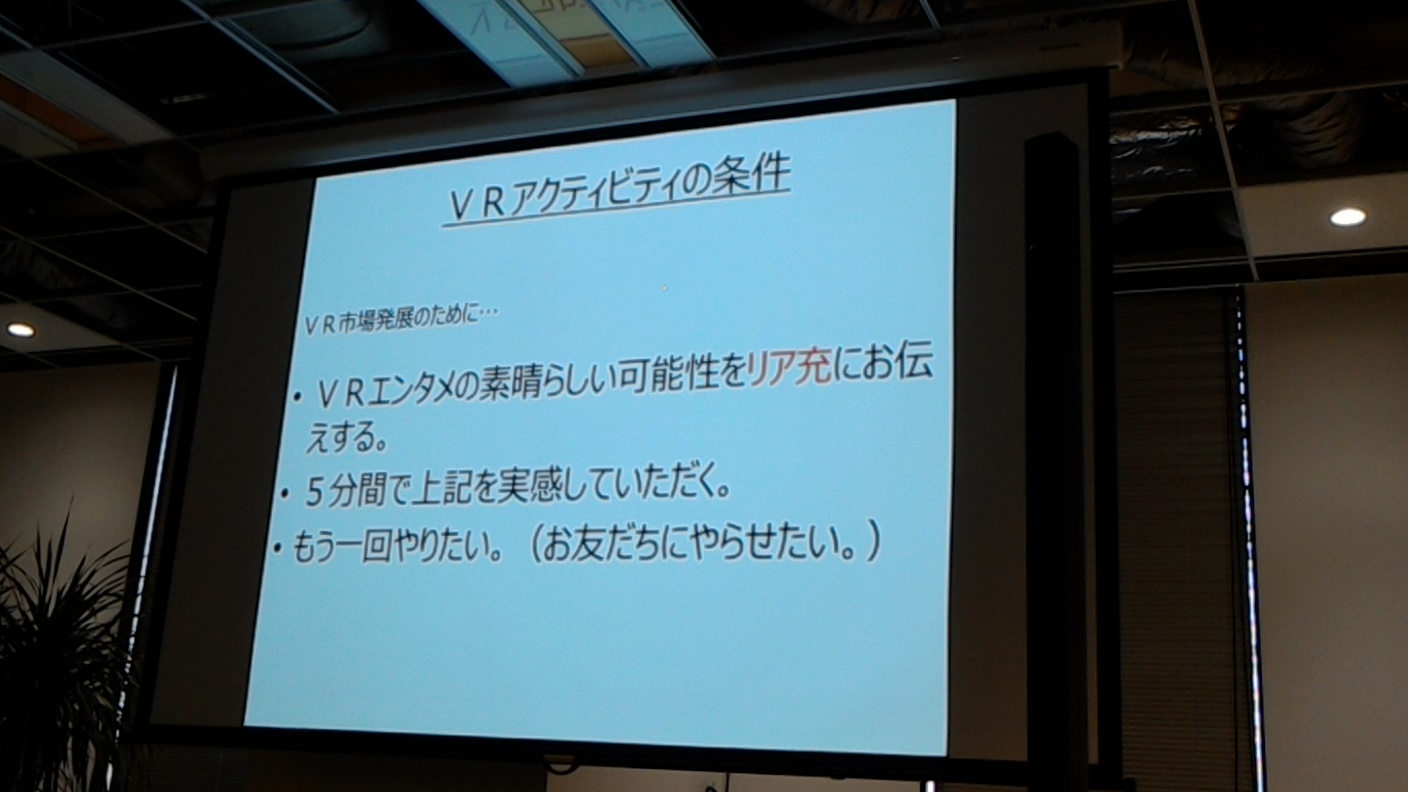 VRアクティビティの条件
VR市場発展のために…
・VRエンタメの素晴らしい可能性をリア充にお伝
えする。
・5分間で上記を実感していただく。
・もう一回やりたい。（お友だちにやらせたい。）